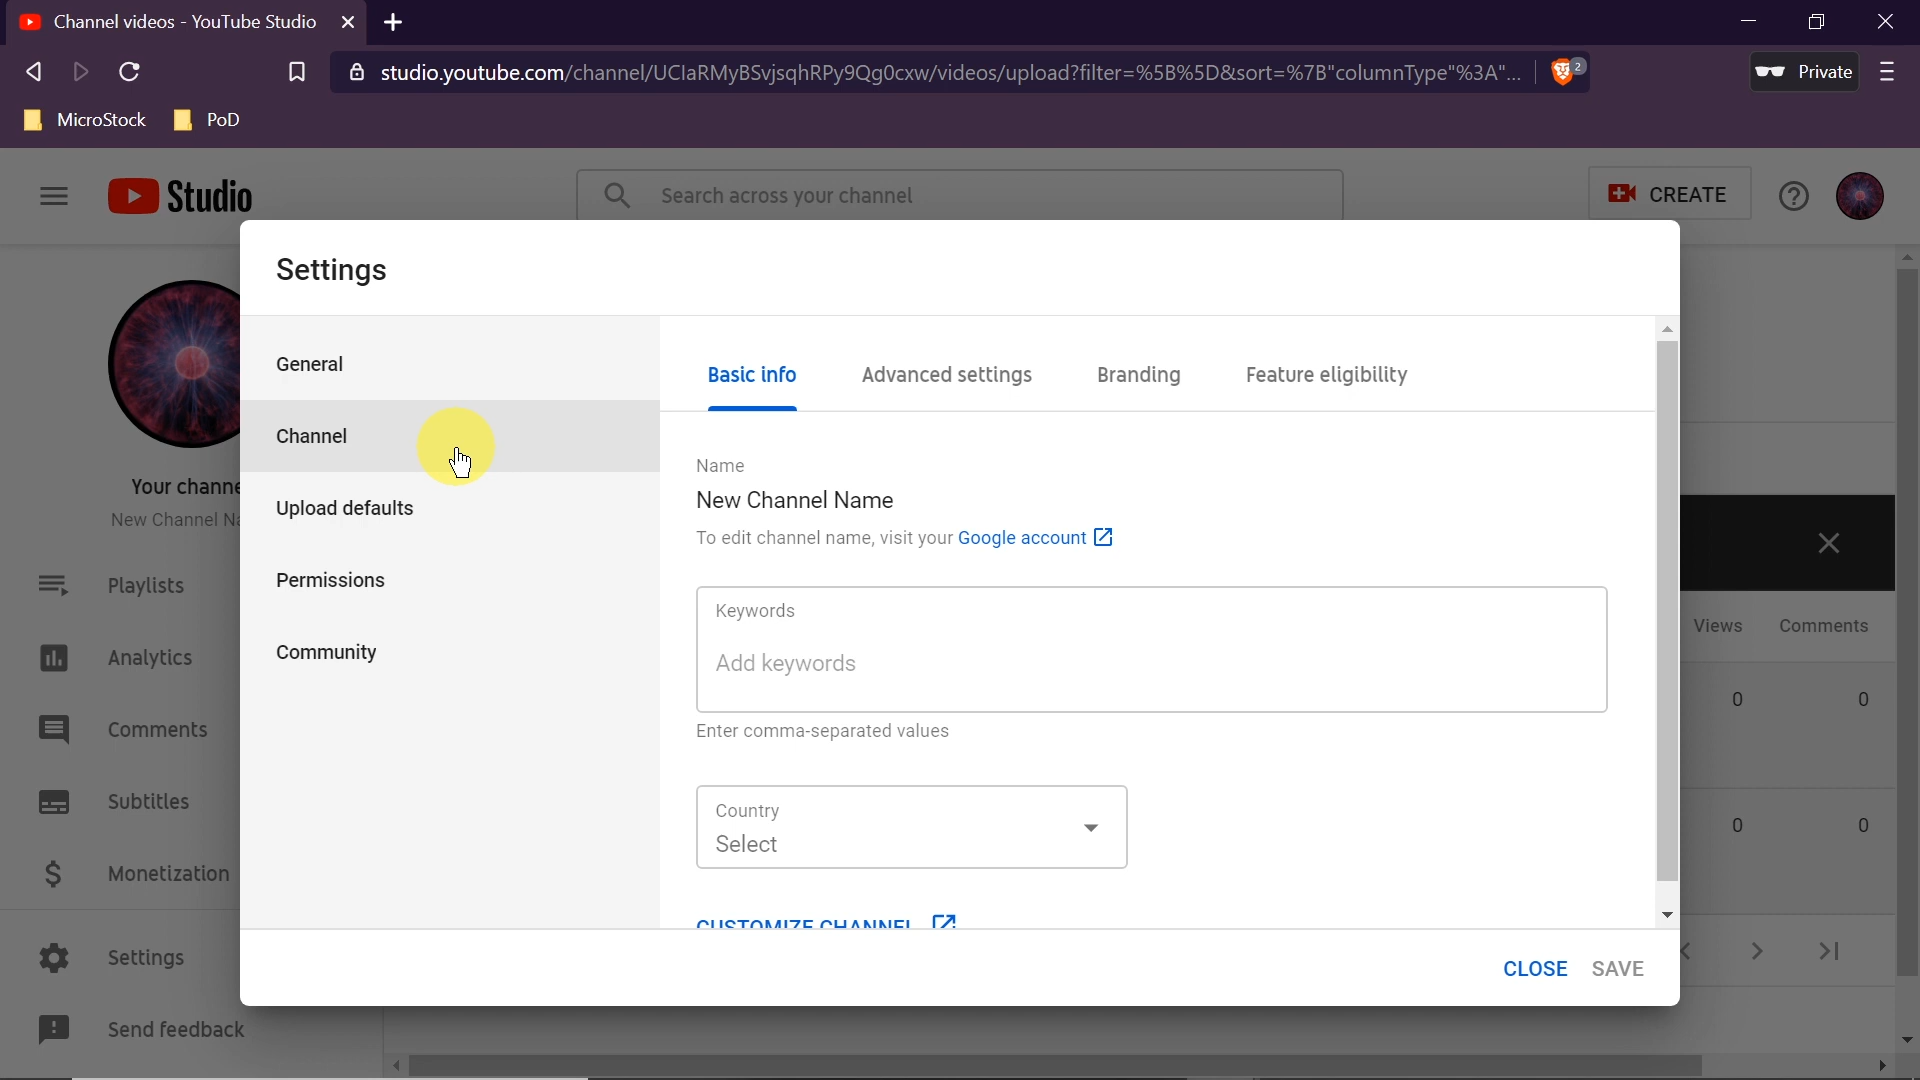 Channel videos - YouTube Studio
studio.youtube.com/channel/UClaRMyBSvjsqhRPy9Qg0cxw/videos/upload?filter=%5B%5D&sort=%7B"columnType"%3A"...
2
Private
MicroStock
PoD
Studio
Search across your channel
CREATE
Settings
General
Channel
Upload defaults
Permissions
Community
Basic info
Advanced settings
Branding
Feature eligibility
Name
New Channel Name
To edit channel name, visit your Google account
Keywords
Add keywords
Enter comma-separated values
Country
Select
CUSTOMIZE CHANNEL
CLOSE
SAVE
Your channe
New Channel Na
Playlists
Analytics
Comments
Subtitles
Monetization
Settings
Send feedback
Views
Comments
0
0
0
0